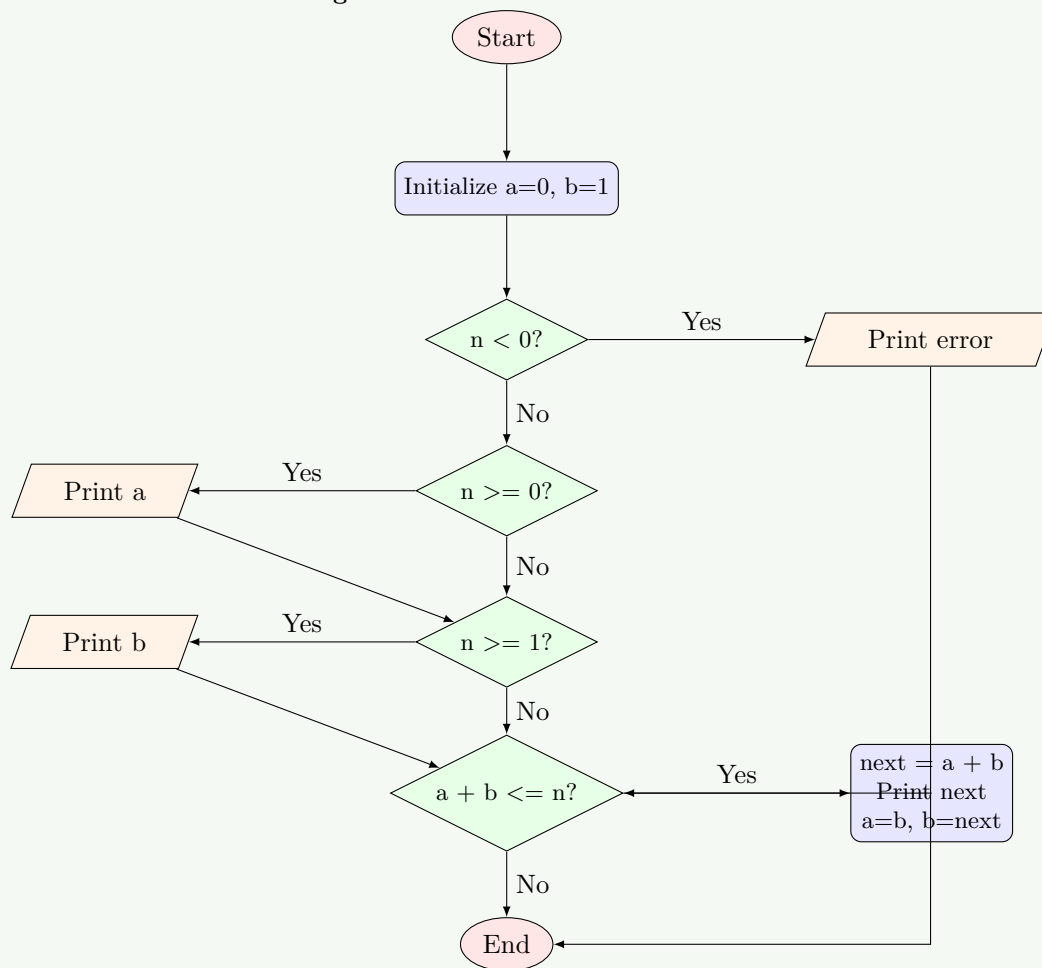 Start
Initialize a=0, b=1
n < 0?
Yes
Print error
No
Print a
Yes
n >= 0?
No
Print b
Yes
n >= 1?
No
a + b <= n?
Yes
next = a + b
Print next
a=b, b=next
No
End